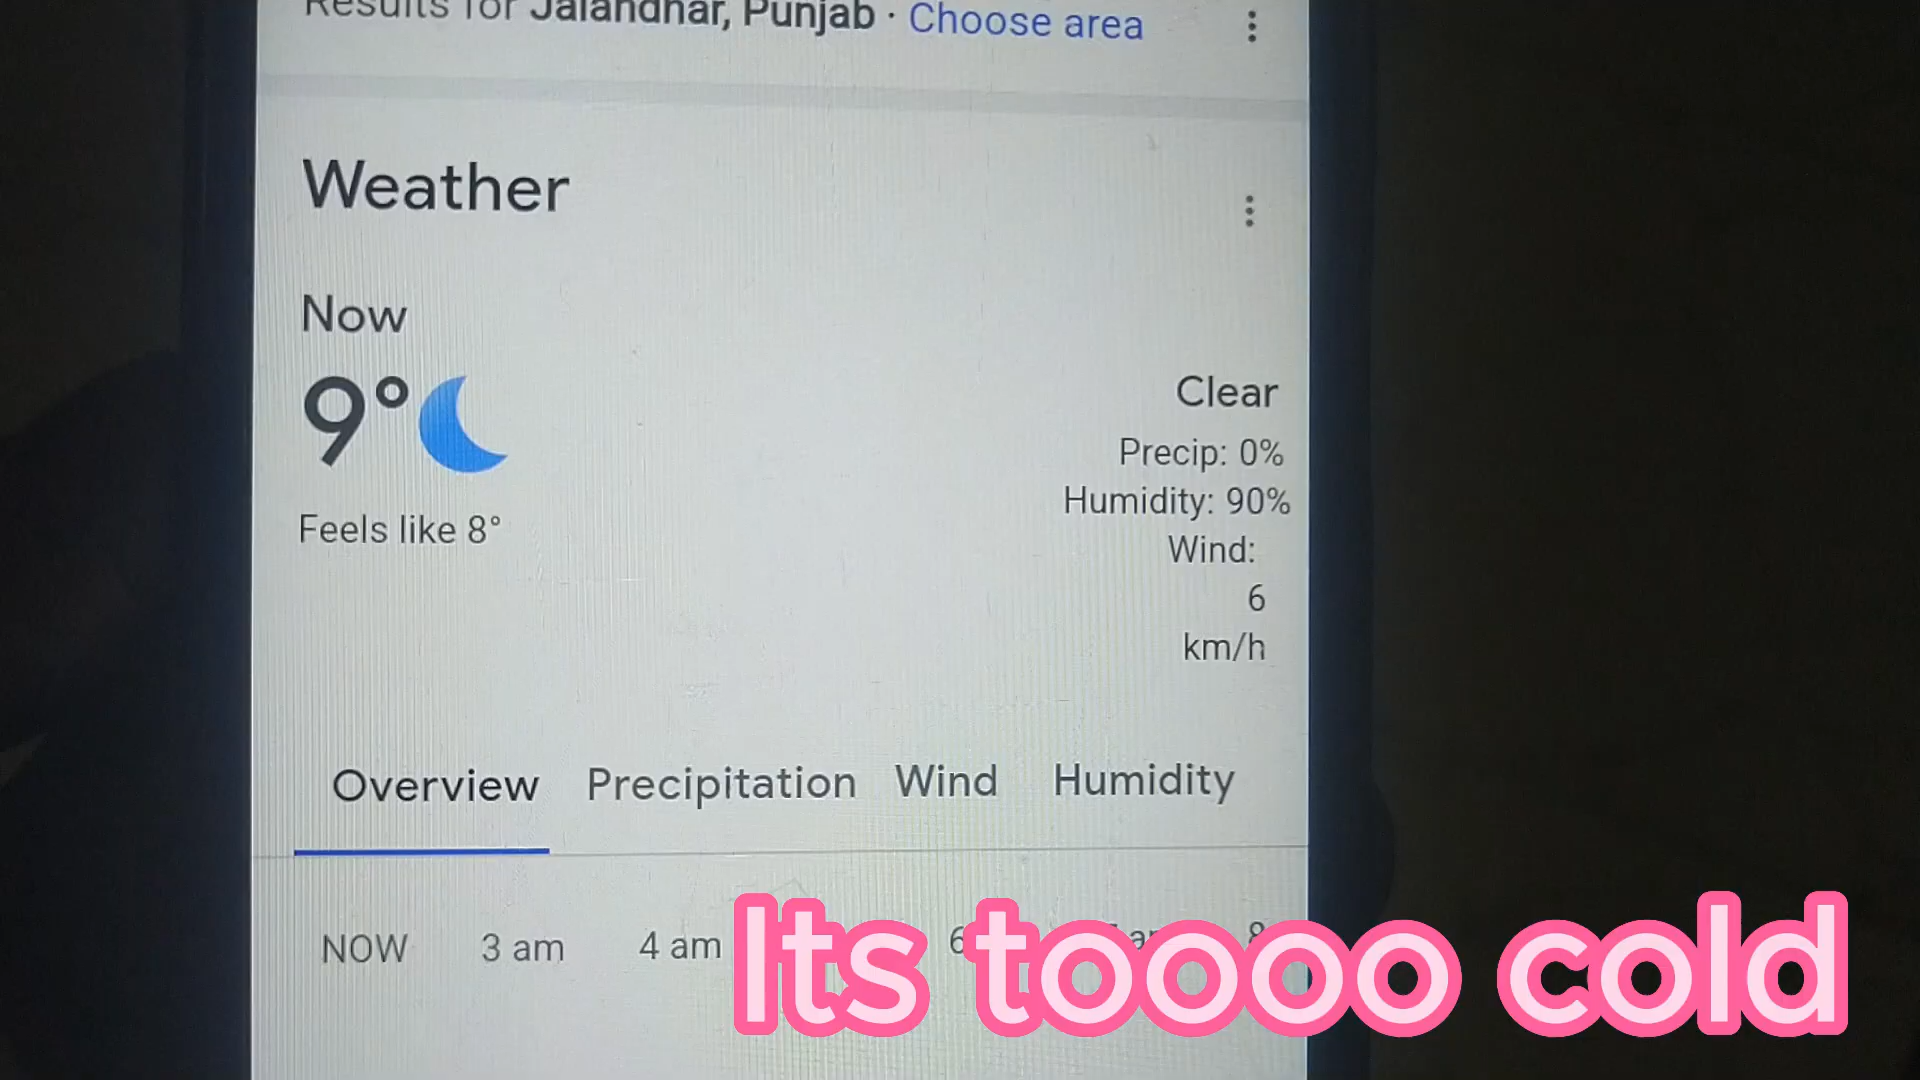 Results for Jalandhar, Punjab · Choose area
Weather
Now
9°
Feels like 8°
Clear
Precip: 0%
Humidity: 90%
Wind:
6
km/h
Overview Precipitation Wind Humidity
NOW 3 am 4 am
Its toooo cold